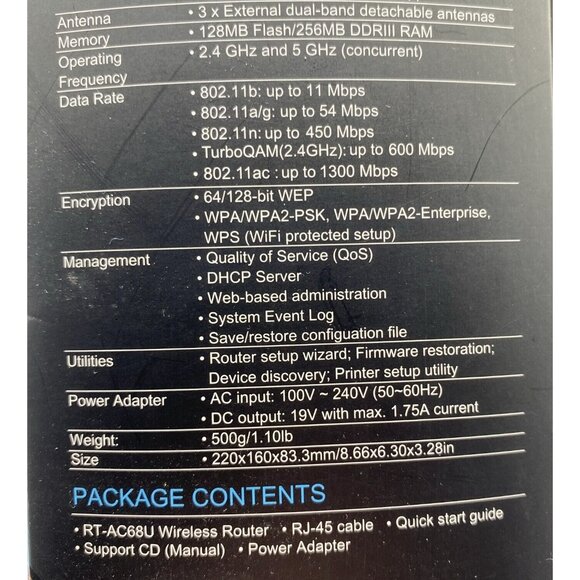 Antenna • 3 x External dual-band detachable antennas
Memory • 128MB Flash/256MB DDRIII RAM
Operating • 2.4 GHz and 5 GHz (concurrent)
Frequency
Data Rate • 802.11b: up to 11 Mbps
• 802.11a/g: up to 54 Mbps
• 802.11n: up to 450 Mbps
• TurboQAM(2.4GHz): up to 600 Mbps
• 802.11ac : up to 1300 Mbps
Encryption • 64/128-bit WEP
• WPA/WPA2-PSK, WPA/WPA2-Enterprise,
WPS (WiFi protected setup)
Management • Quality of Service (QoS)
• DHCP Server
• Web-based administration
• System Event Log
• Save/restore configuation file
Utilities • Router setup wizard; Firmware restoration;
Device discovery; Printer setup utility
Power Adapter • AC input: 100V ~ 240V (50~60Hz)
• DC output: 19V with max. 1.75A current
Weight: • 500g/1.10lb
Size • 220x160x83.3mm/8.66x6.30x3.28in
PACKAGE CONTENTS
• RT-AC68U Wireless Router • RJ-45 cable • Quick start guide
• Support CD (Manual) • Power Adapter